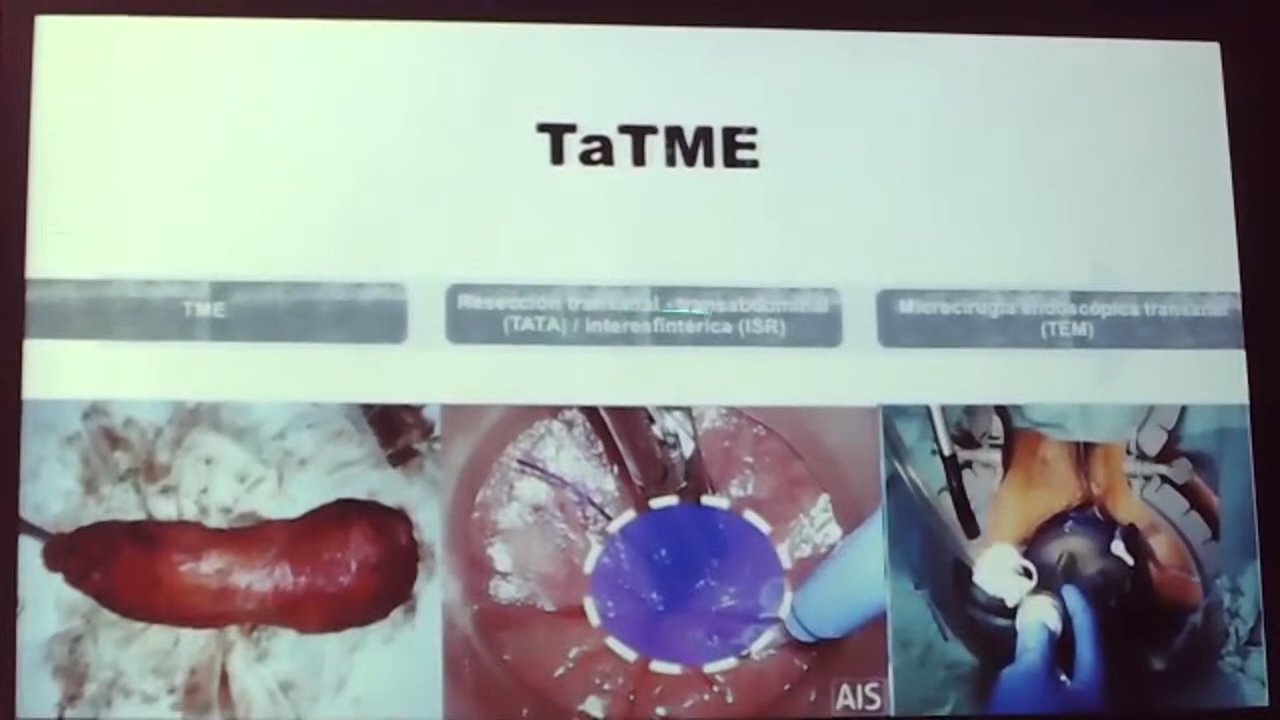 TaTME
TME
Resección transanal - transabdominal
(TATA) / interesfintérica (ISR)
Microcirugía endoscópica transanal
(TEM)
AIS